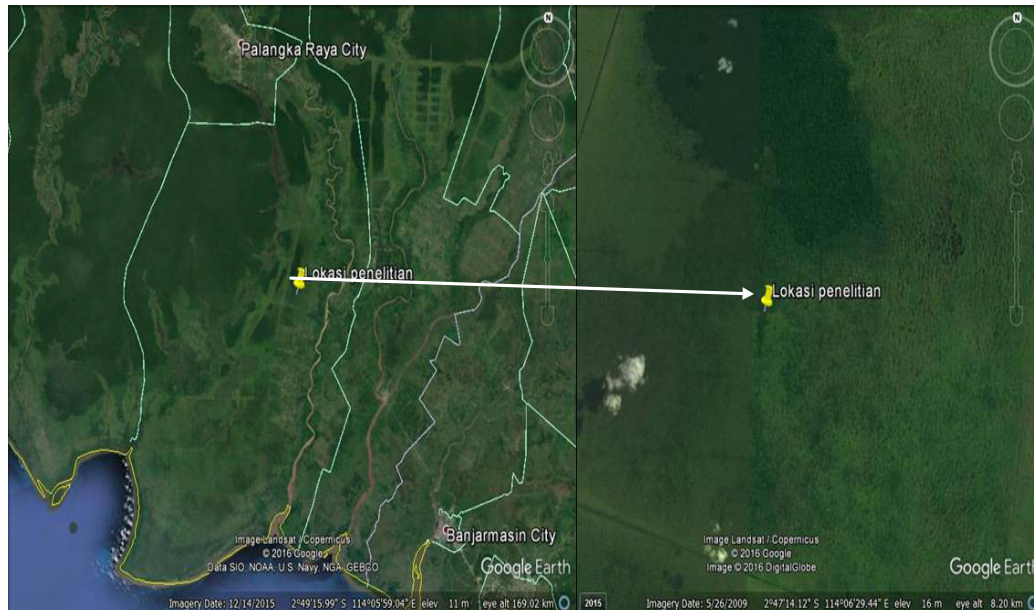 N
Palangka Raya City
Lokasi penelitian
Banjarmasin City
Image Landsat / Copernicus
© 2016 Google
Data SIO, NOAA, U.S. Navy, NGA, GEBCO
Google Earth
Imagery Date: 12/14/2015 2°49'15.99" S 114°05'59.04" E elev 11 m eye alt 169.02 km
N
Lokasi penelitian
Image Landsat / Copernicus
© 2016 Google
Image © 2016 DigitalGlobe
Google Earth
2015 Imagery Date: 5/26/2009 2°47'14.12" S 114°06'29.44" E elev 16 m eye alt 8.20 km